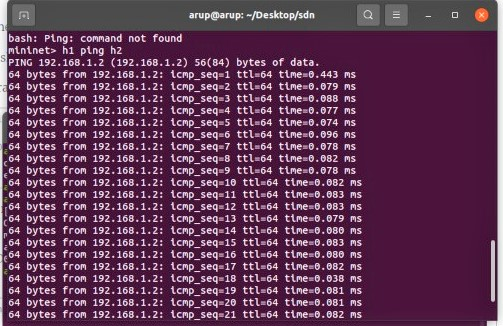 arup@arup: ~/Desktop/sdn
bash: Ping: command not found
mininet> h1 ping h2
PING 192.168.1.2 (192.168.1.2) 56(84) bytes of data.
64 bytes from 192.168.1.2: icmp_seq=1 ttl=64 time=0.443 ms
64 bytes from 192.168.1.2: icmp_seq=2 ttl=64 time=0.079 ms
64 bytes from 192.168.1.2: icmp_seq=3 ttl=64 time=0.088 ms
64 bytes from 192.168.1.2: icmp_seq=4 ttl=64 time=0.077 ms
64 bytes from 192.168.1.2: icmp_seq=5 ttl=64 time=0.074 ms
64 bytes from 192.168.1.2: icmp_seq=6 ttl=64 time=0.096 ms
64 bytes from 192.168.1.2: icmp_seq=7 ttl=64 time=0.078 ms
64 bytes from 192.168.1.2: icmp_seq=8 ttl=64 time=0.082 ms
64 bytes from 192.168.1.2: icmp_seq=9 ttl=64 time=0.078 ms
64 bytes from 192.168.1.2: icmp_seq=10 ttl=64 time=0.082 ms
64 bytes from 192.168.1.2: icmp_seq=11 ttl=64 time=0.083 ms
64 bytes from 192.168.1.2: icmp_seq=12 ttl=64 time=0.083 ms
64 bytes from 192.168.1.2: icmp_seq=13 ttl=64 time=0.079 ms
64 bytes from 192.168.1.2: icmp_seq=14 ttl=64 time=0.080 ms
64 bytes from 192.168.1.2: icmp_seq=15 ttl=64 time=0.083 ms
64 bytes from 192.168.1.2: icmp_seq=16 ttl=64 time=0.080 ms
64 bytes from 192.168.1.2: icmp_seq=17 ttl=64 time=0.082 ms
64 bytes from 192.168.1.2: icmp_seq=18 ttl=64 time=0.038 ms
64 bytes from 192.168.1.2: icmp_seq=19 ttl=64 time=0.081 ms
64 bytes from 192.168.1.2: icmp_seq=20 ttl=64 time=0.081 ms
64 bytes from 192.168.1.2: icmp_seq=21 ttl=64 time=0.082 ms